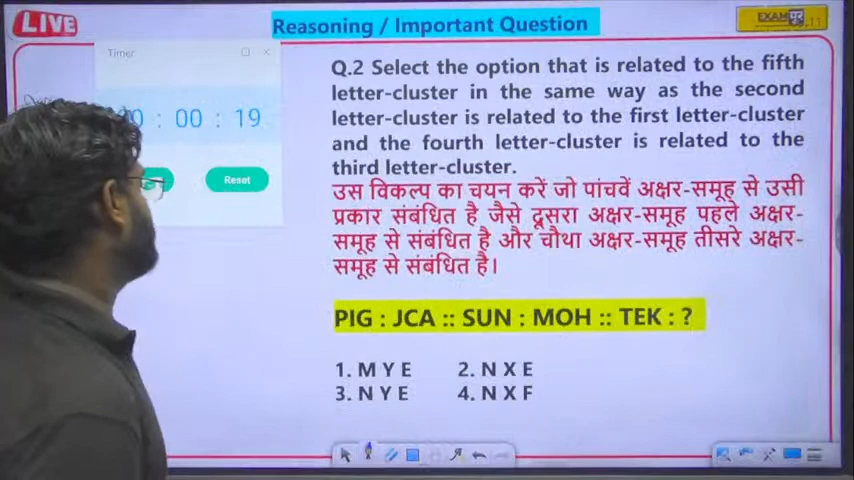 LIVE
Reasoning / Important Question
EXAMपुर
Timer
00 : 19
Reset
Q.2 Select the option that is related to the fifth
letter-cluster in the same way as the second
letter-cluster is related to the first letter-cluster
and the fourth letter-cluster is related to the
third letter-cluster.
उस विकल्प का चयन करें जो पांचवें अक्षर-समूह से उसी
प्रकार संबंधित है जैसे दूसरा अक्षर-समूह पहले अक्षर-
समूह से संबंधित है और चौथा अक्षर-समूह तीसरे अक्षर-
समूह से संबंधित है।
PIG : JCA :: SUN : MOH :: TEK : ?
1. M Y E 2. N X E
3. N Y E 4. N X F